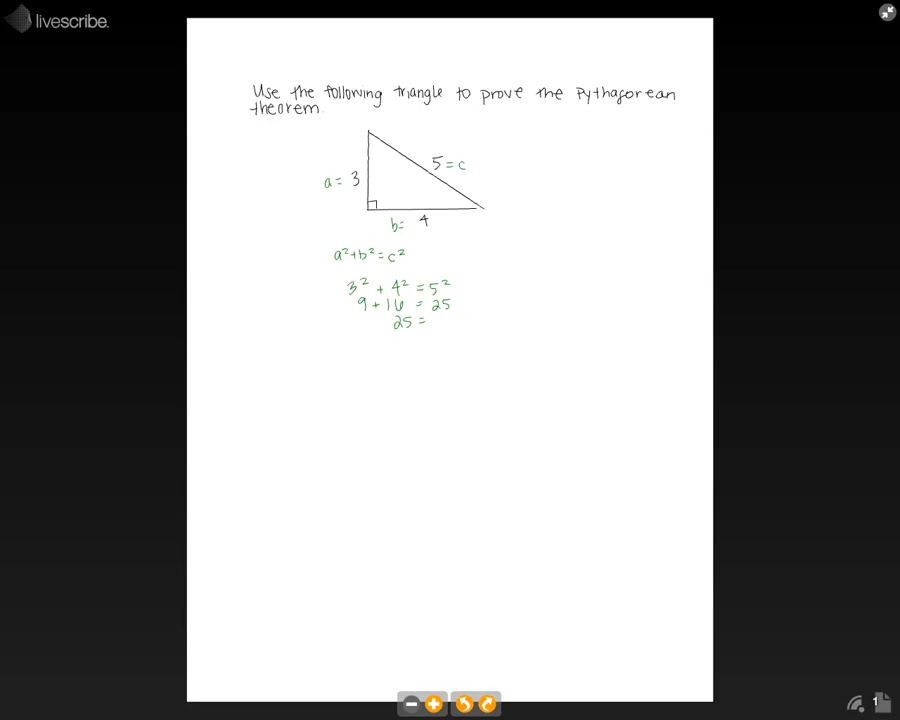 livescribe.
Use the following triangle to prove the Pythagorean
theorem.
5 = c
a = 3
b = 4
a² + b² = c²
3² + 4² = 5²
9 + 16 = 25
25 =
1